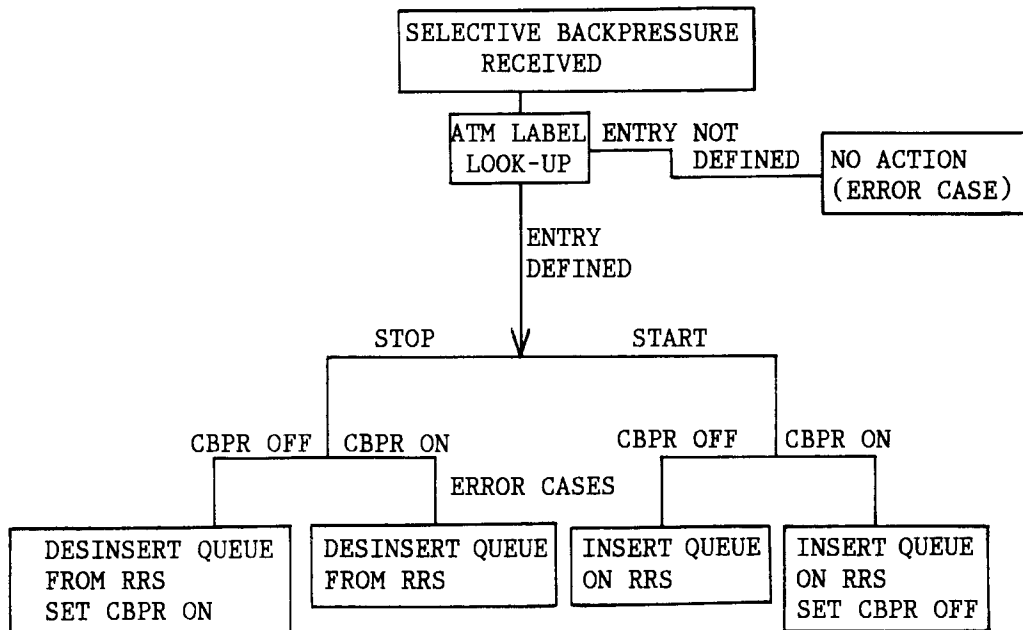 SELECTIVE BACKPRESSURE
RECEIVED
ATM LABEL
LOOK-UP
ENTRY NOT
DEFINED
NO ACTION
(ERROR CASE)
ENTRY
DEFINED
STOP
START
CBPR OFF
CBPR ON
CBPR OFF
CBPR ON
ERROR CASES
DESINSERT QUEUE
FROM RRS
SET CBPR ON
DESINSERT QUEUE
FROM RRS
INSERT QUEUE
ON RRS
INSERT QUEUE
ON RRS
SET CBPR OFF